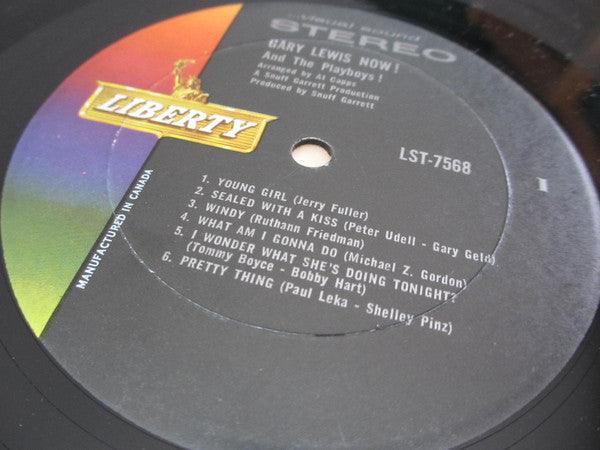 Visual Sound
STEREO
GARY LEWIS NOW!
And The Playboys!
Arranged by Al Capps
A Snuff Garrett Production
Produced by Snuff Garrett
LIBERTY
LST-7568
1
MANUFACTURED IN CANADA
1. YOUNG GIRL (Jerry Fuller)
2. SEALED WITH A KISS (Peter Udell - Gary Geld)
3. WINDY (Ruthann Friedman)
4. WHAT AM I GONNA DO (Michael Z. Gordon)
5. I WONDER WHAT SHE'S DOING TONIGHT?
(Tommy Boyce - Bobby Hart)
6. PRETTY THING (Paul Leka - Shelley Pinz)